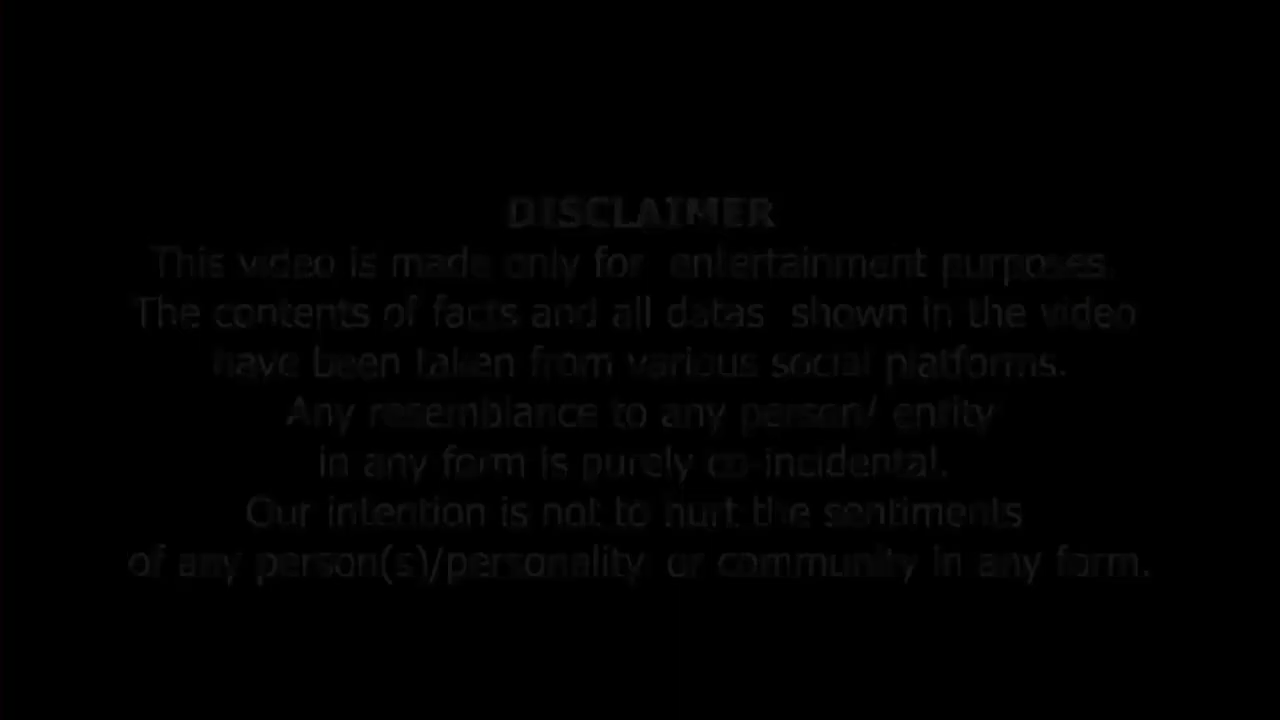 DISCLAIMER
This video is made only for entertainment purposes.
The contents of facts and all datas shown in the video
have been taken from various social platforms.
Any resemblance to any person/ entity
in any form is purely co-incidental.
Our intention is not to hurt the sentiments
of any person(s)/personality or community in any form.